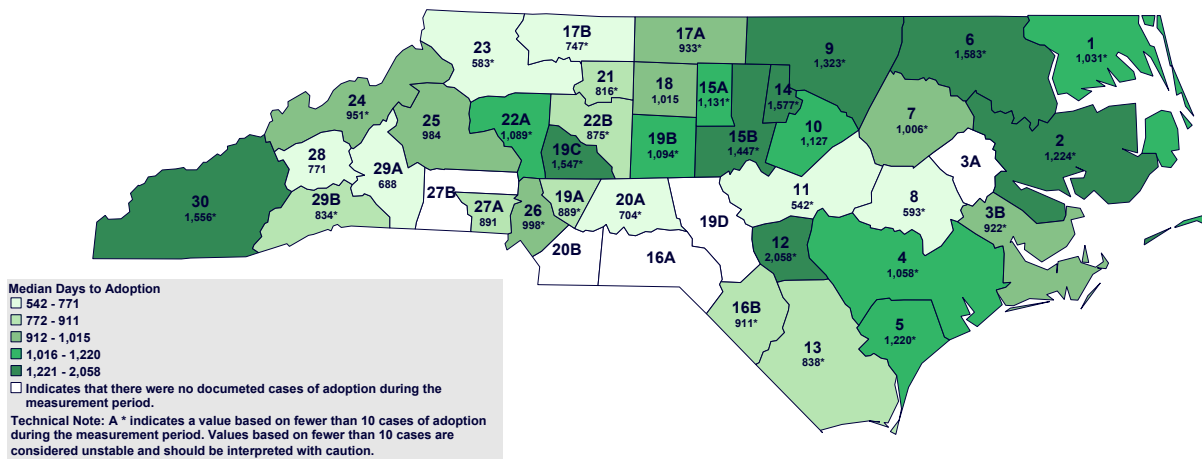 23
583*
17B
747*
17A
933*
9
1,323*
6
1,583*
1
1,031*
24
951*
25
984
22A
1,089*
21
816*
22B
875*
18
1,015
15A
1,131*
14
1,577*
7
1,006*
28
771
29A
688
19C
1,547*
19B
1,094*
15B
1,447*
10
1,127
2
1,224*
3A
30
1,556*
29B
834*
27B
27A
891
26
998*
19A
889*
20A
704*
19D
11
542*
8
593*
3B
922*
20B
16A
12
2,058*
4
1,058*
16B
911*
13
838*
5
1,220*
Median Days to Adoption
542 - 771
772 - 911
912 - 1,015
1,016 - 1,220
1,221 - 2,058
Indicates that there were no documeted cases of adoption during the
measurement period.
Technical Note: A * indicates a value based on fewer than 10 cases of adoption
during the measurement period. Values based on fewer than 10 cases are
considered unstable and should be interpreted with caution.